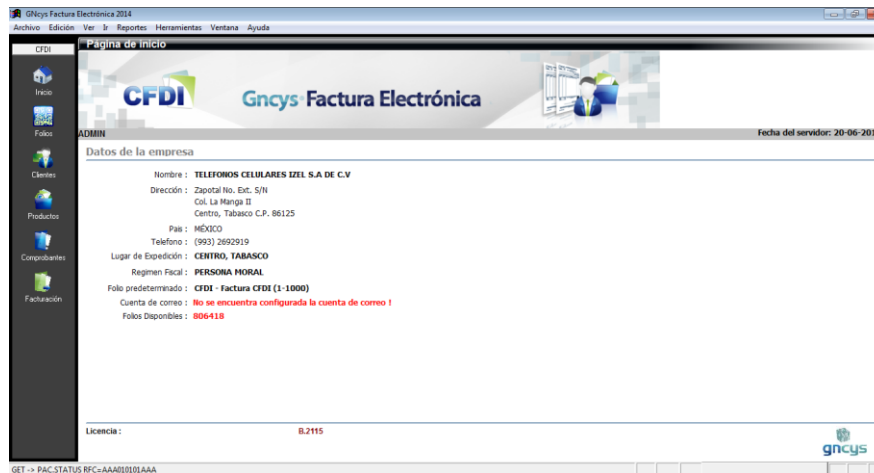 GNcys Factura Electrónica 2014
Archivo Edición Ver Ir Reportes Herramientas Ventana Ayuda
CFDI
Página de inicio
Inicio
CFDI
Gncys Factura Electrónica
Folios
ADMIN
Fecha del servidor: 20-06-201
Datos de la empresa
Clientes
Nombre : TELEFONOS CELULARES IZEL S.A DE C.V
Dirección : Zapotal No. Ext. S/N
Col. La Manga II
Centro, Tabasco C.P. 86125
Productos
Pais : MÉXICO
Telefono : (993) 2692919
Lugar de Expedición : CENTRO, TABASCO
Comprobantes
Regimen Fiscal : PERSONA MORAL
Folio predeterminado : CFDI - Factura CFDI (1-1000)
Facturación
Cuenta de correo : No se encuentra configurada la cuenta de correo !
Folios Disponibles : 806418
Licencia : B.2115
gncys
GET -> PAC.STATUS RFC=AAA010101AAA